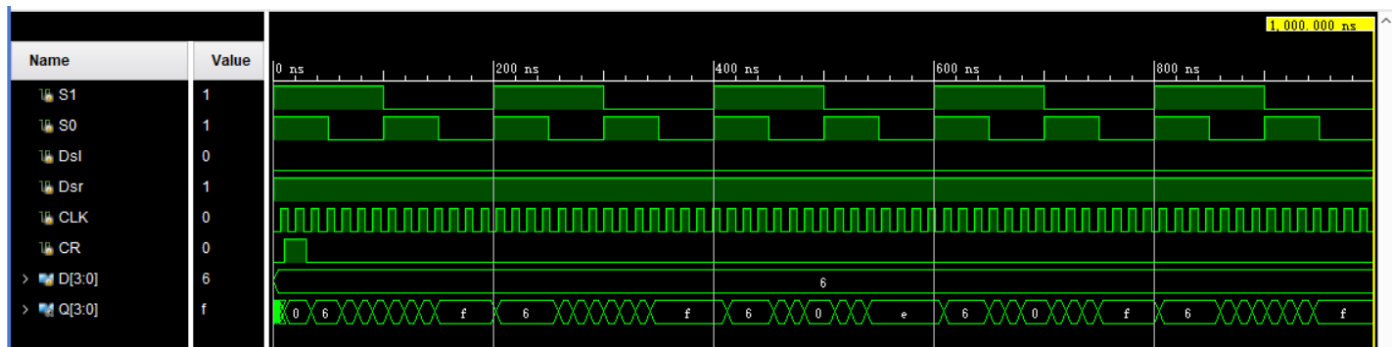 1,000.000 ns
Name Value
0 ns 200 ns 400 ns 600 ns 800 ns
S1 1
S0 1
Dsl 0
Dsr 1
CLK 0
CR 0
D[3:0] 6 6
Q[3:0] f 0 6 f 6 f 6 0 e 6 0 f 6 f